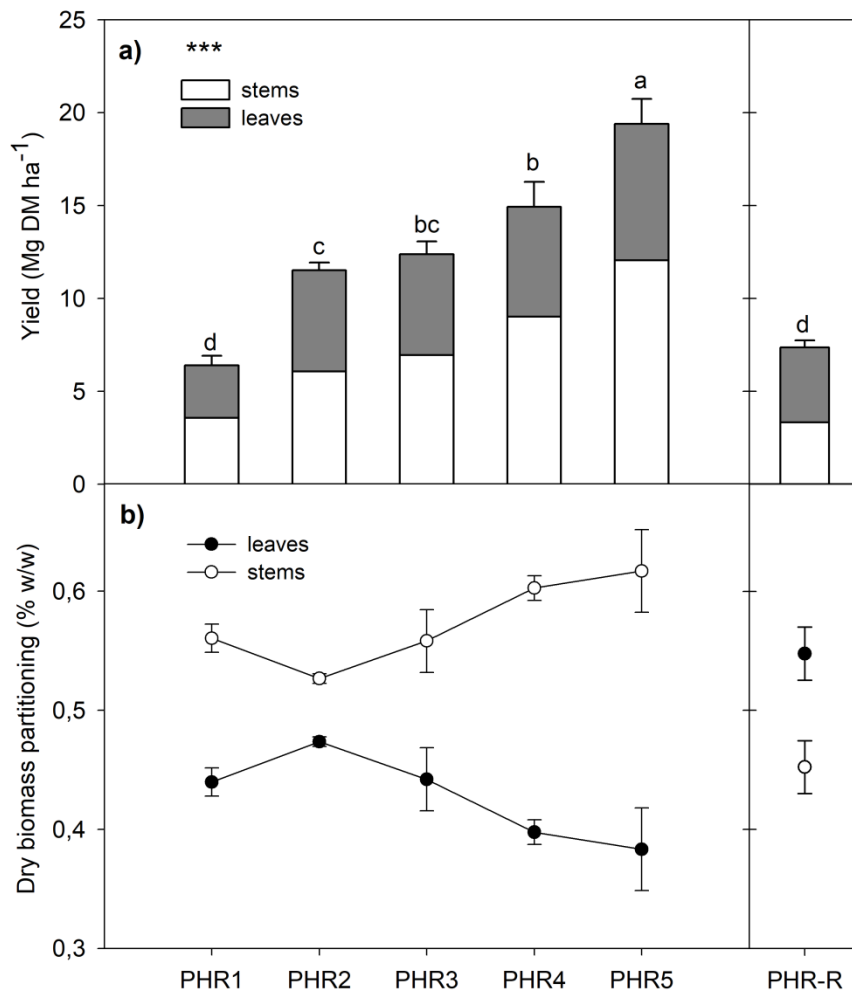 a)
***
stems
leaves
25
20
15
10
5
0
Yield (Mg DM ha⁻¹)
d
c
bc
b
a
d
b)
leaves
stems
0,6
0,5
0,4
0,3
Dry biomass partitioning (% w/w)
PHR1 PHR2 PHR3 PHR4 PHR5 PHR-R